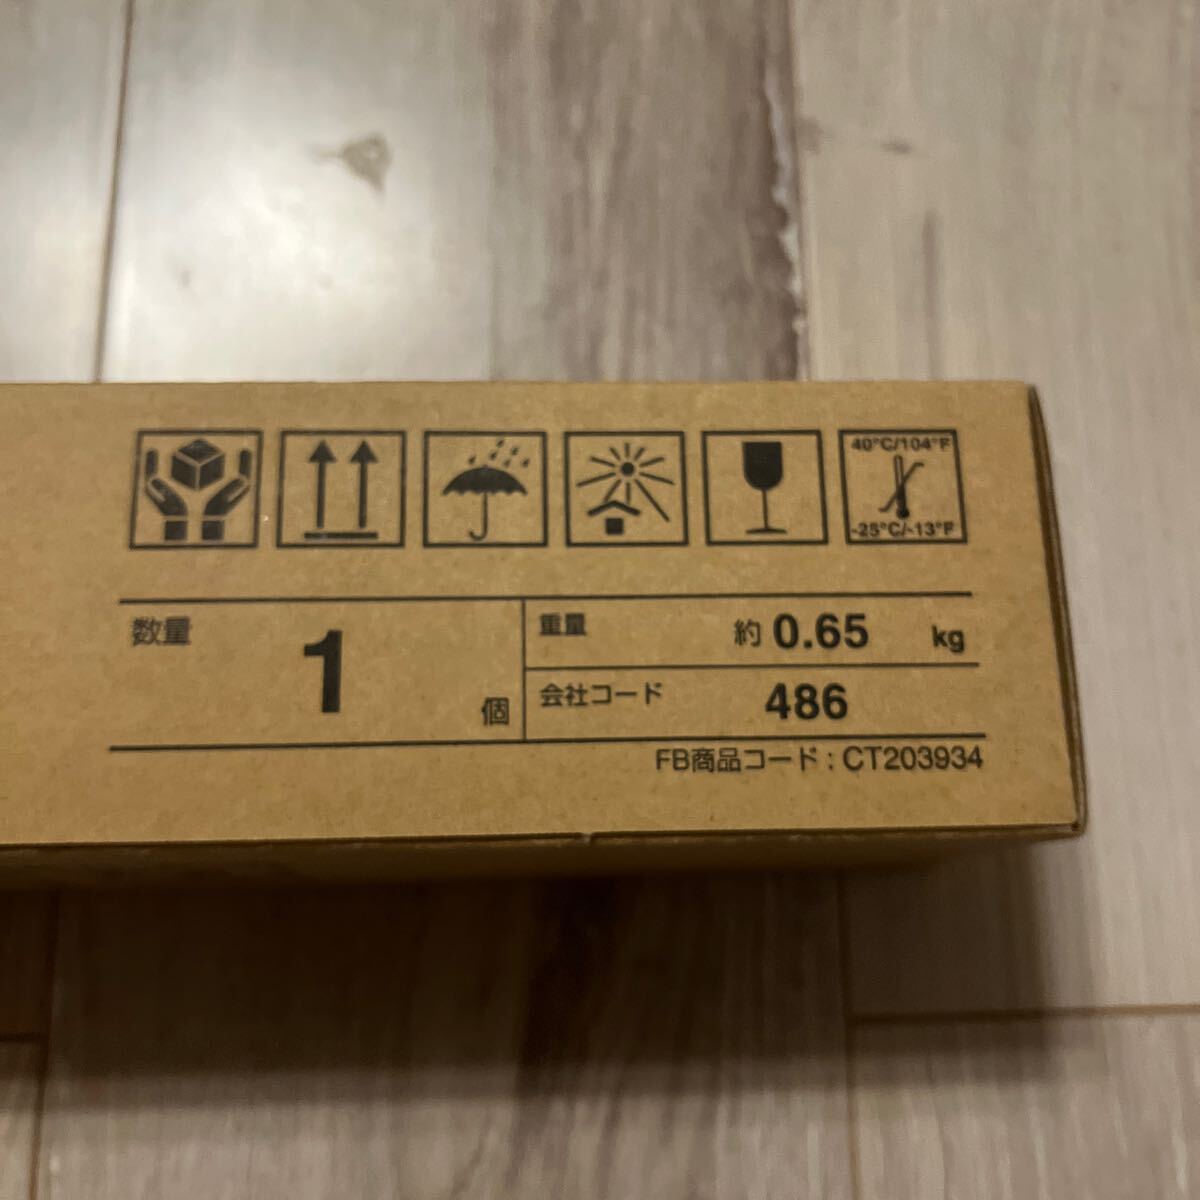 40°C/104°F
-25°C/-13°F
数量 1 個
重量 約 0.65 kg
会社コード 486
FB商品コード : CT203934